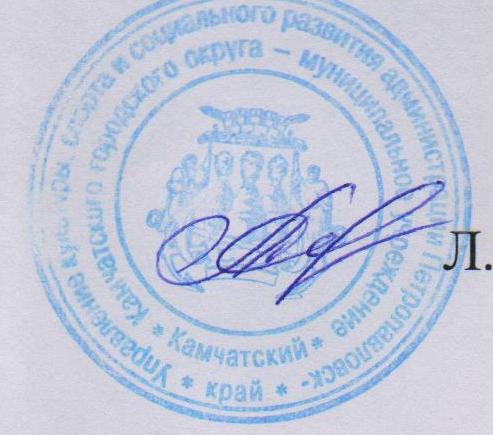 Управление культуры, спорта и социального развития администрации Петропавловск-
Камчатского городского округа – муниципальное учреждение
* Камчатский *
* край *
Л.